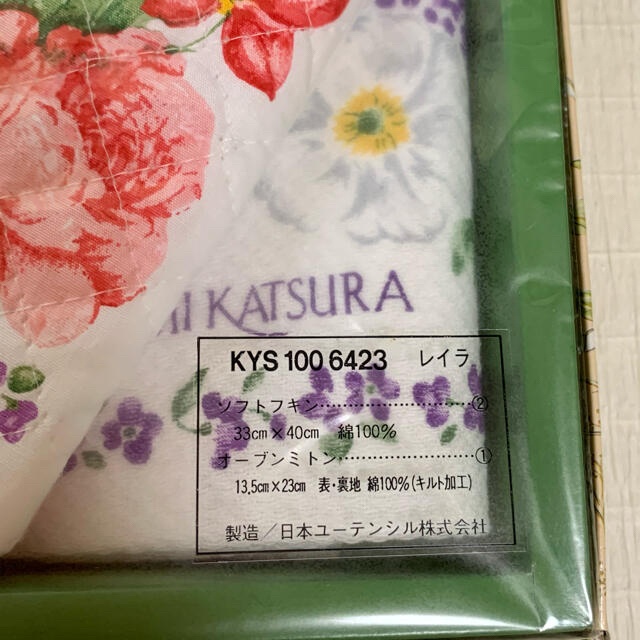 MI KATSURA
KYS 100 6423 レイラ
ソフトフキン……………………②
33㎝×40㎝ 綿100%
オーブンミトン…………………①
13.5㎝×23㎝ 表・裏地 綿100%(キルト加工)
製造/日本ユーテンシル株式会社